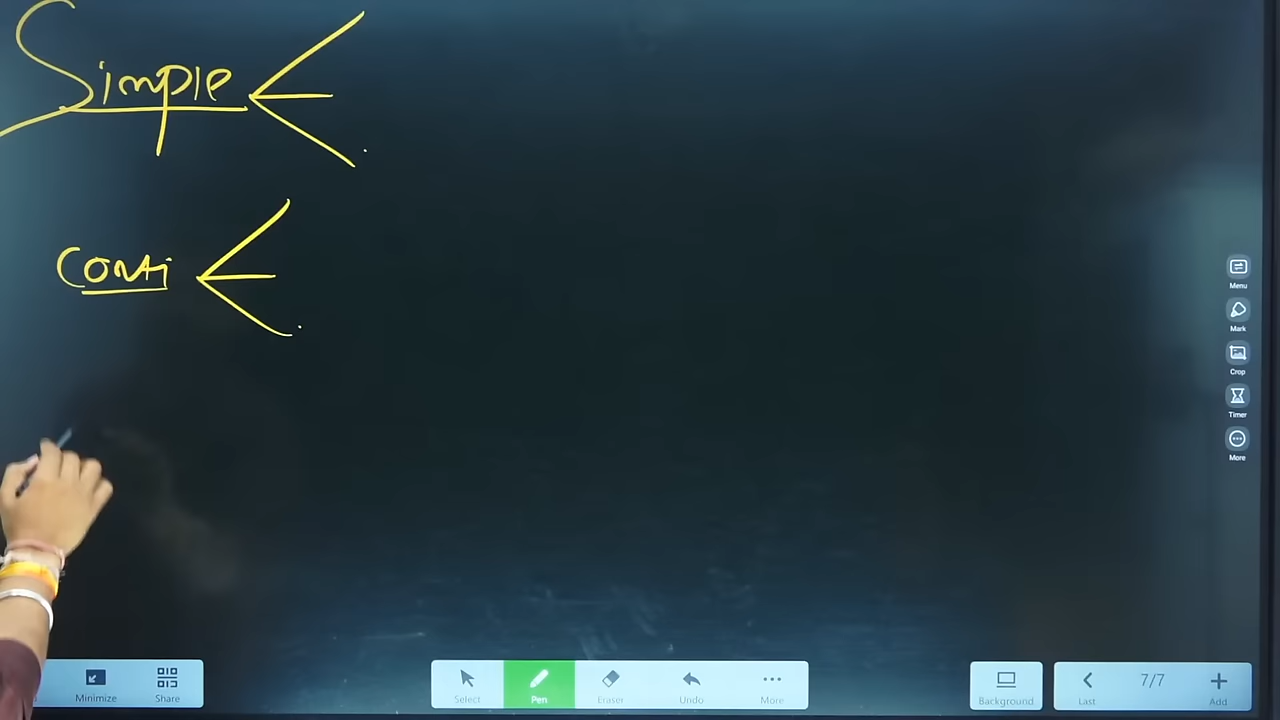 Simple
Conti
Menu
Mark
Crop
Timer
More
Minimize
Share
Select
Pen
Eraser
Undo
More
Background
Last
7/7
Add